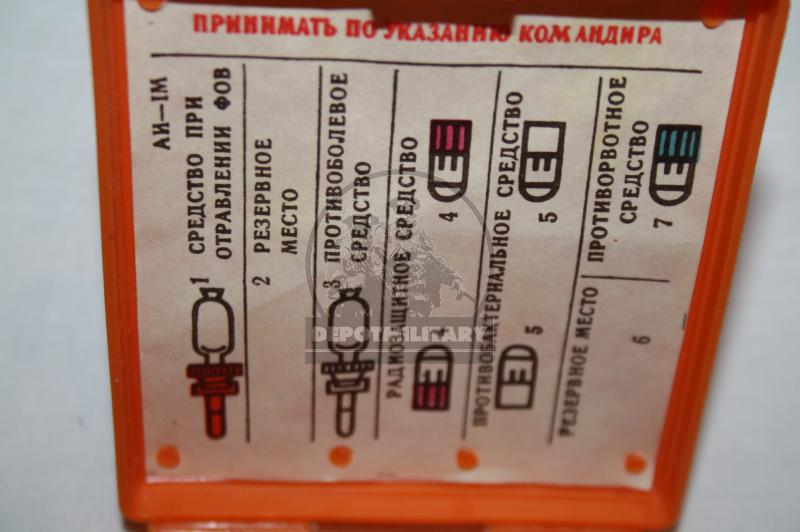 ПРИНИМАТЬ ПО УКАЗАНИЮ КОМАНДИРА
АИ—1М
1 СРЕДСТВО ПРИ
ОТРАВЛЕНИИ ФОВ
2 РЕЗЕРВНОЕ
МЕСТО
3 ПРОТИВОБОЛЕВОЕ
СРЕДСТВО
РАДИОЗАЩИТНОЕ СРЕДСТВО
4
4
ПРОТИВОБАКТЕРИАЛЬНОЕ СРЕДСТВО
5
5
РЕЗЕРВНОЕ МЕСТО
6
ПРОТИВОРВОТНОЕ
СРЕДСТВО
7
DEPOTMILITARY